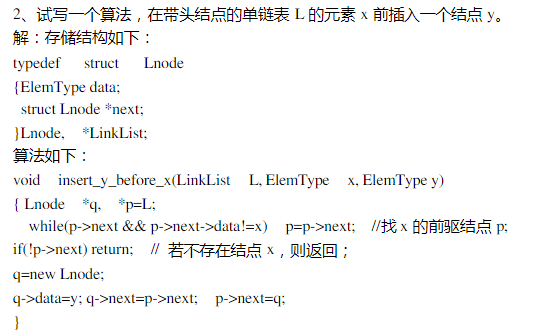 2、试写一个算法，在带头结点的单链表 L 的元素 x 前插入一个结点 y。
解：存储结构如下：
typedef struct Lnode
{ElemType data;
struct Lnode *next;
}Lnode, *LinkList;
算法如下：
void insert_y_before_x(LinkList L, ElemType x, ElemType y)
{ Lnode *q, *p=L;
while(p->next && p->next->data!=x) p=p->next; //找 x 的前驱结点 p;
if(!p->next) return; // 若不存在结点 x，则返回；
q=new Lnode;
q->data=y; q->next=p->next; p->next=q;
}